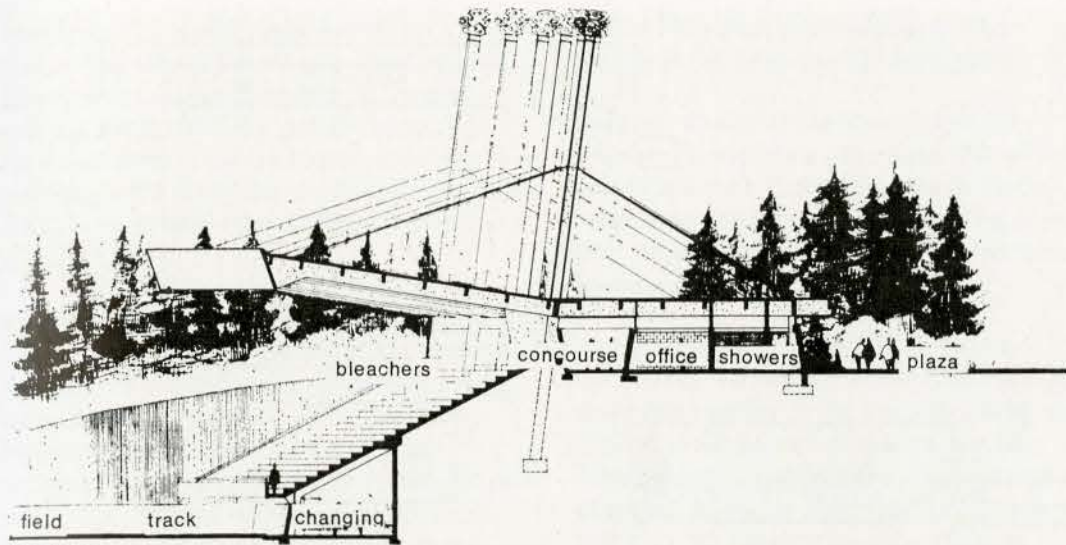 bleachers
concourse
office
showers
plaza
field
track
changing